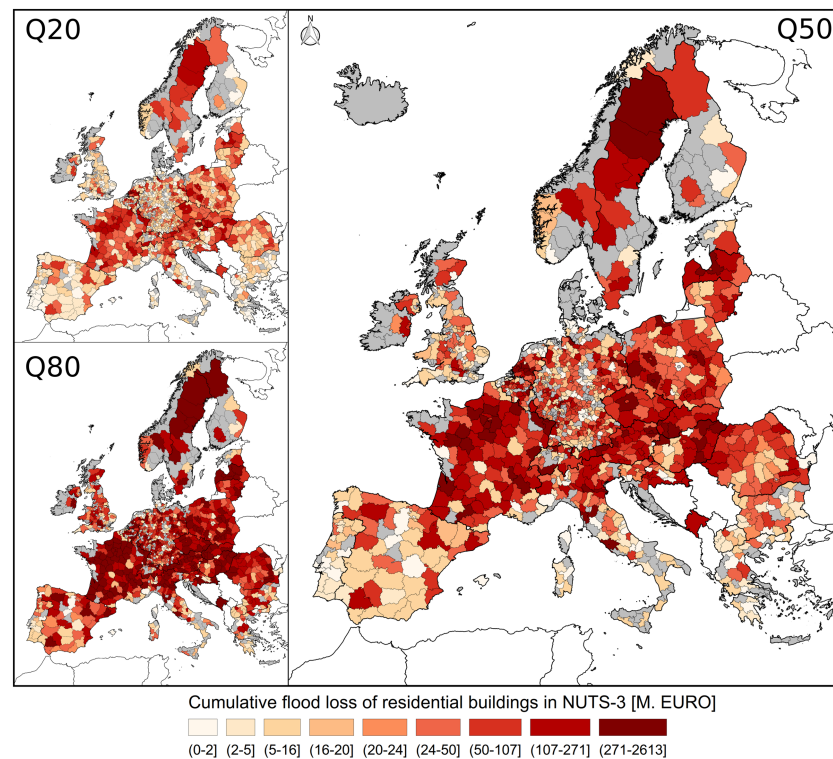 Q20
Q50
N
Q80
Cumulative flood loss of residential buildings in NUTS-3 [M. EURO]
(0-2] (2-5] (5-16] (16-20] (20-24] (24-50] (50-107] (107-271] (271-2613]